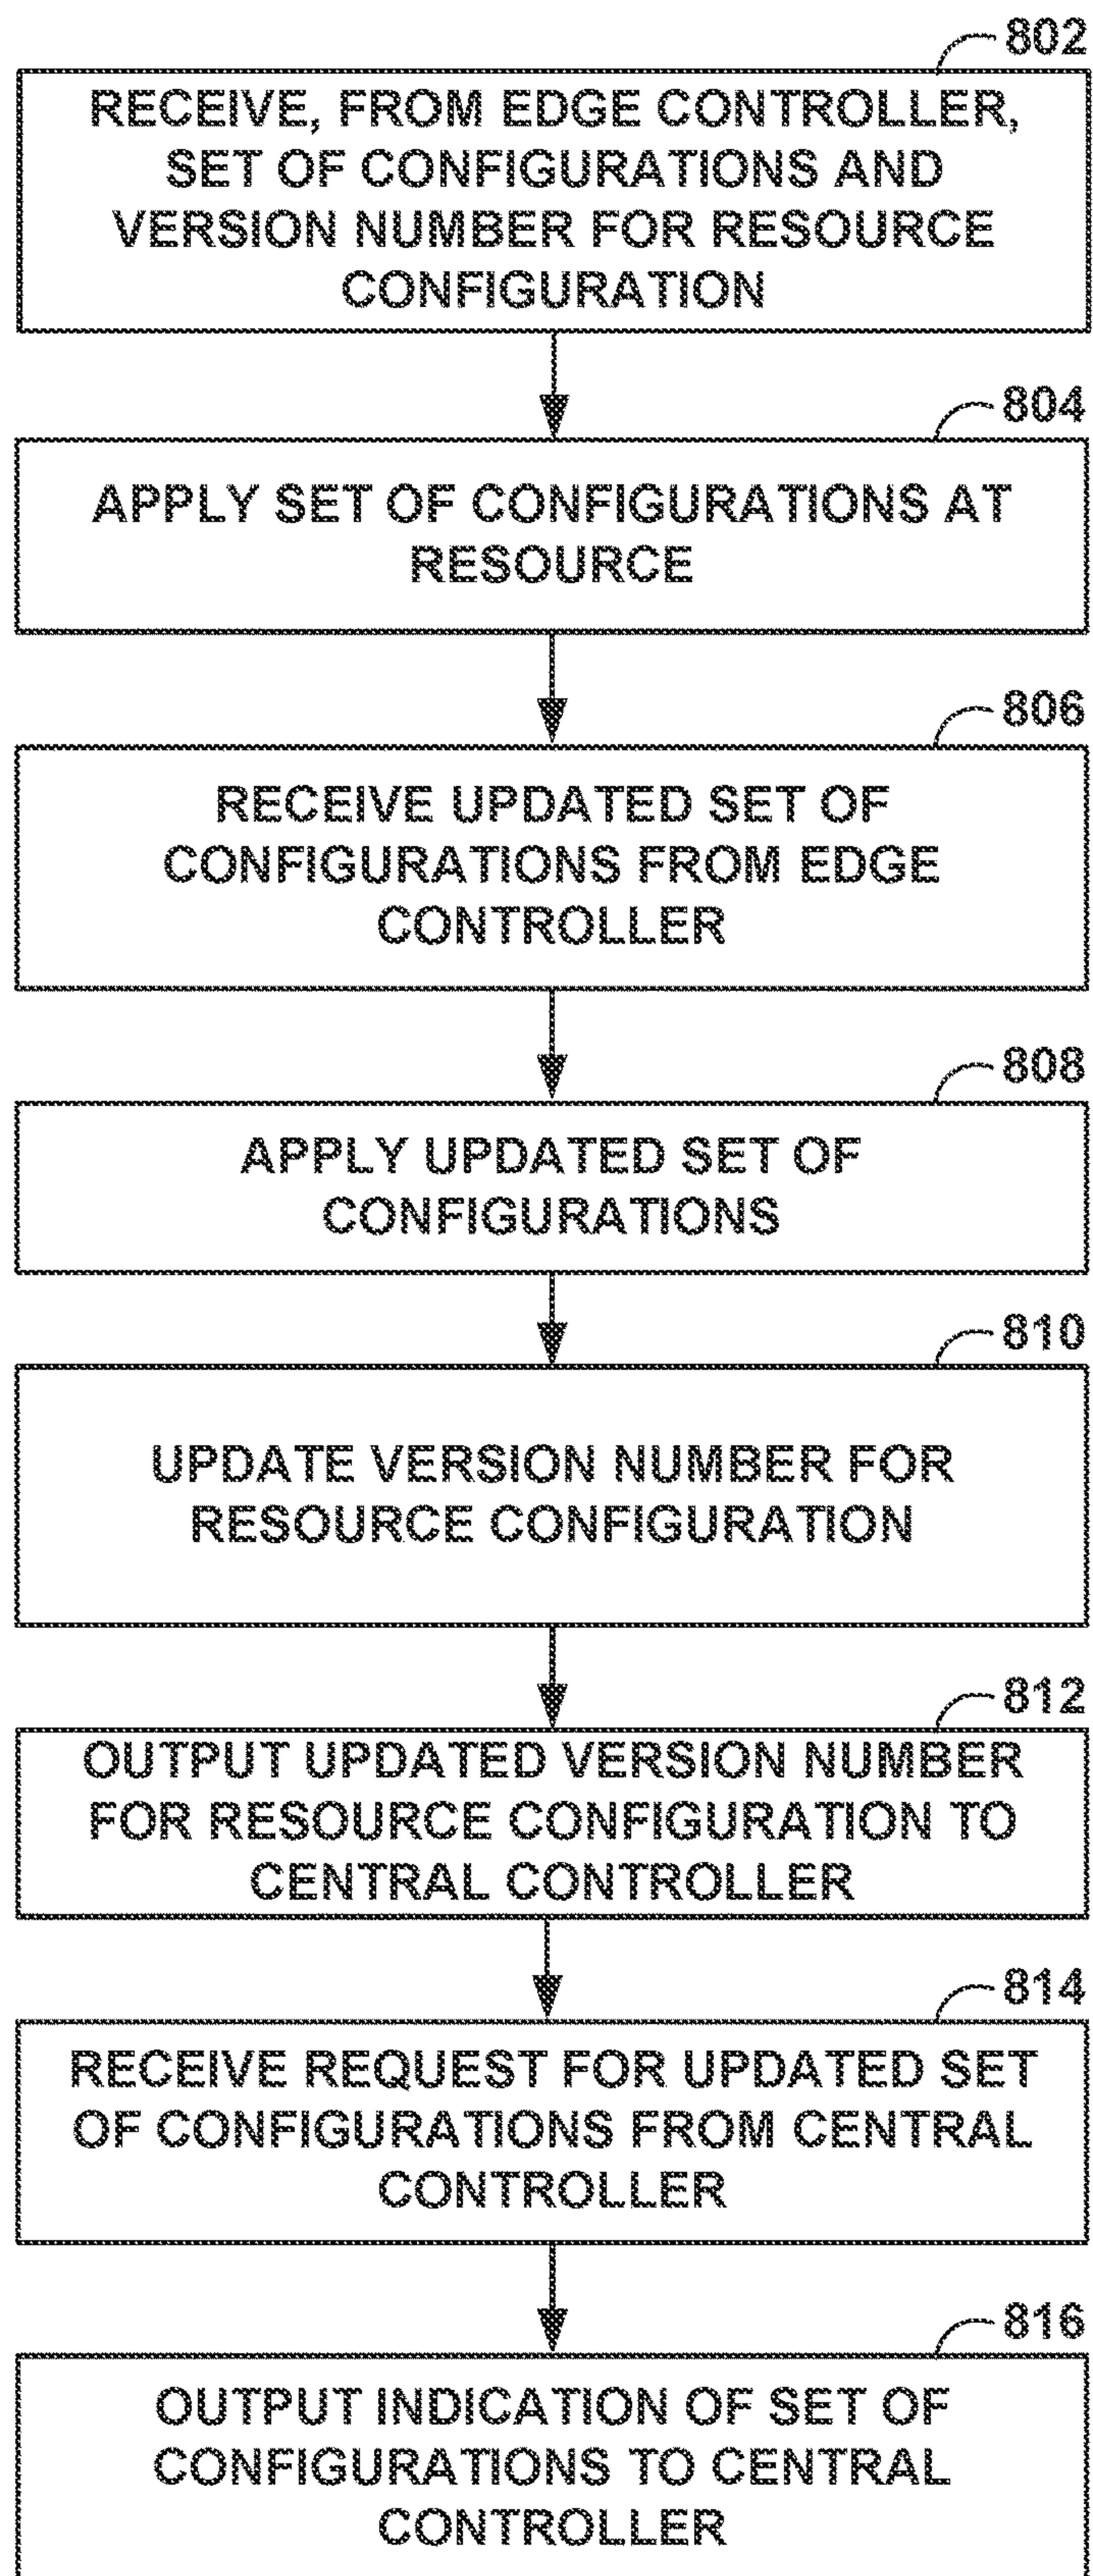 802
RECEIVE, FROM EDGE CONTROLLER,
SET OF CONFIGURATIONS AND
VERSION NUMBER FOR RESOURCE
CONFIGURATION
804
APPLY SET OF CONFIGURATIONS AT
RESOURCE
806
RECEIVE UPDATED SET OF
CONFIGURATIONS FROM EDGE
CONTROLLER
808
APPLY UPDATED SET OF
CONFIGURATIONS
810
UPDATE VERSION NUMBER FOR
RESOURCE CONFIGURATION
812
OUTPUT UPDATED VERSION NUMBER
FOR RESOURCE CONFIGURATION TO
CENTRAL CONTROLLER
814
RECEIVE REQUEST FOR UPDATED SET
OF CONFIGURATIONS FROM CENTRAL
CONTROLLER
816
OUTPUT INDICATION OF SET OF
CONFIGURATIONS TO CENTRAL
CONTROLLER